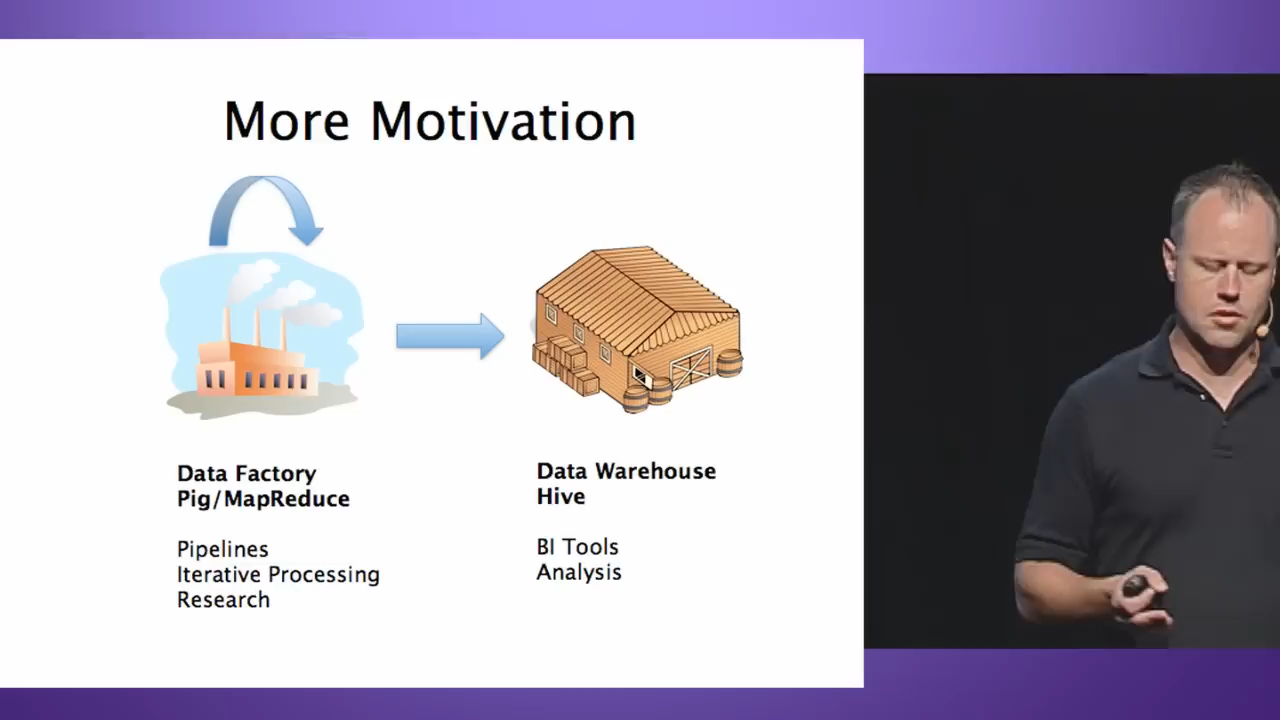 More Motivation
Data Factory
Pig/MapReduce
Pipelines
Iterative Processing
Research
Data Warehouse
Hive
BI Tools
Analysis